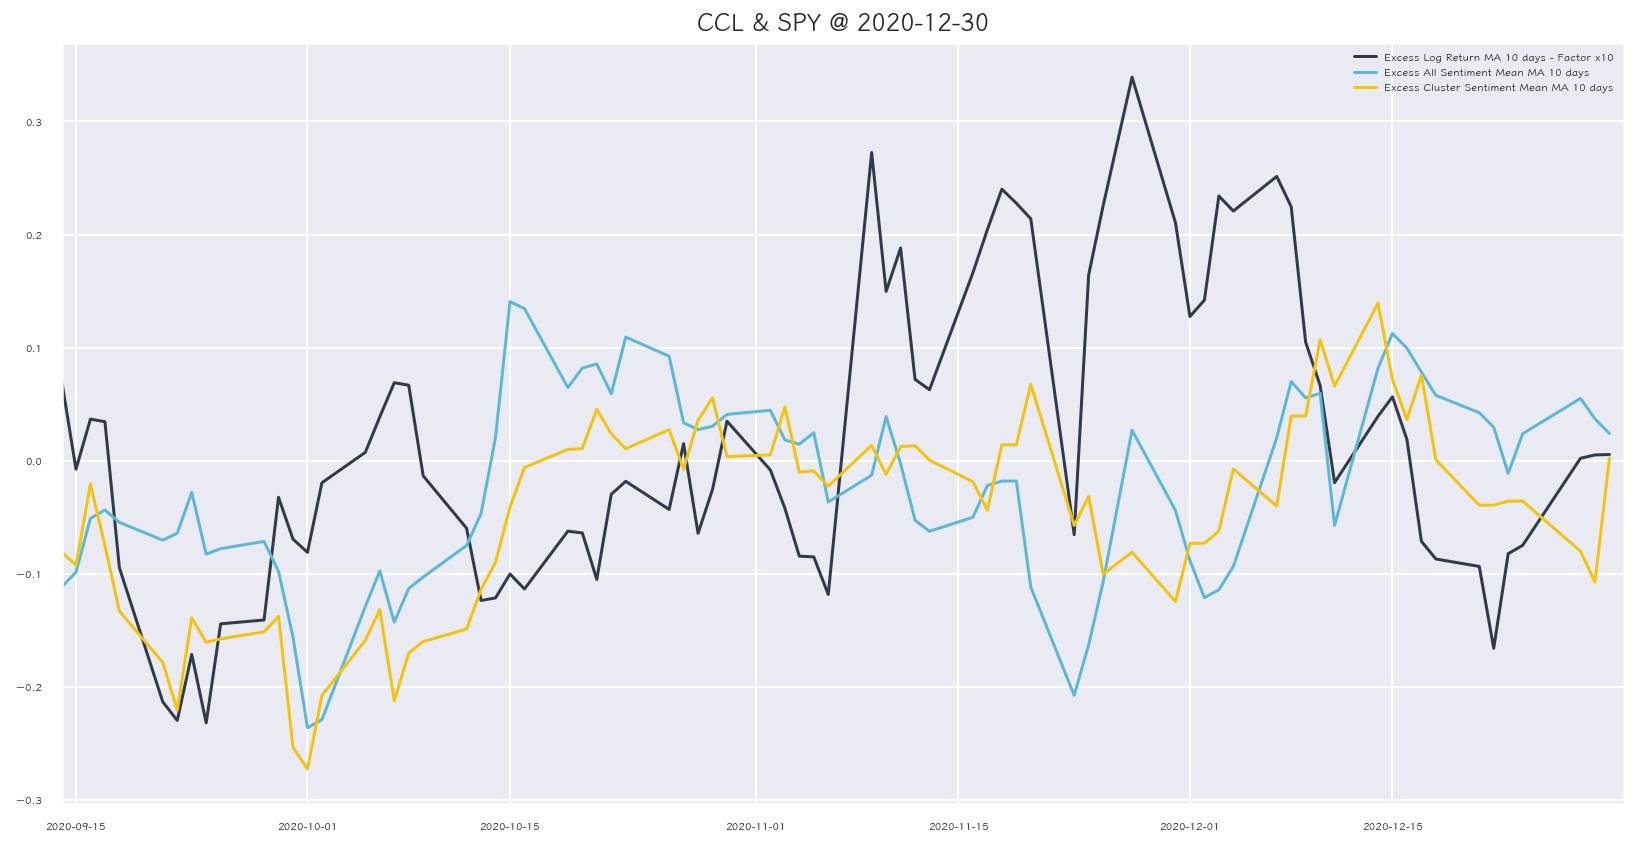 CCL & SPY @ 2020-12-30
Excess Log Return MA 10 days - Factor x10
Excess All Sentiment Mean MA 10 days
Excess Cluster Sentiment Mean MA 10 days
0.3
0.2
0.1
0.0
−0.1
−0.2
−0.3
2020-09-15 2020-10-01 2020-10-15 2020-11-01 2020-11-15 2020-12-01 2020-12-15